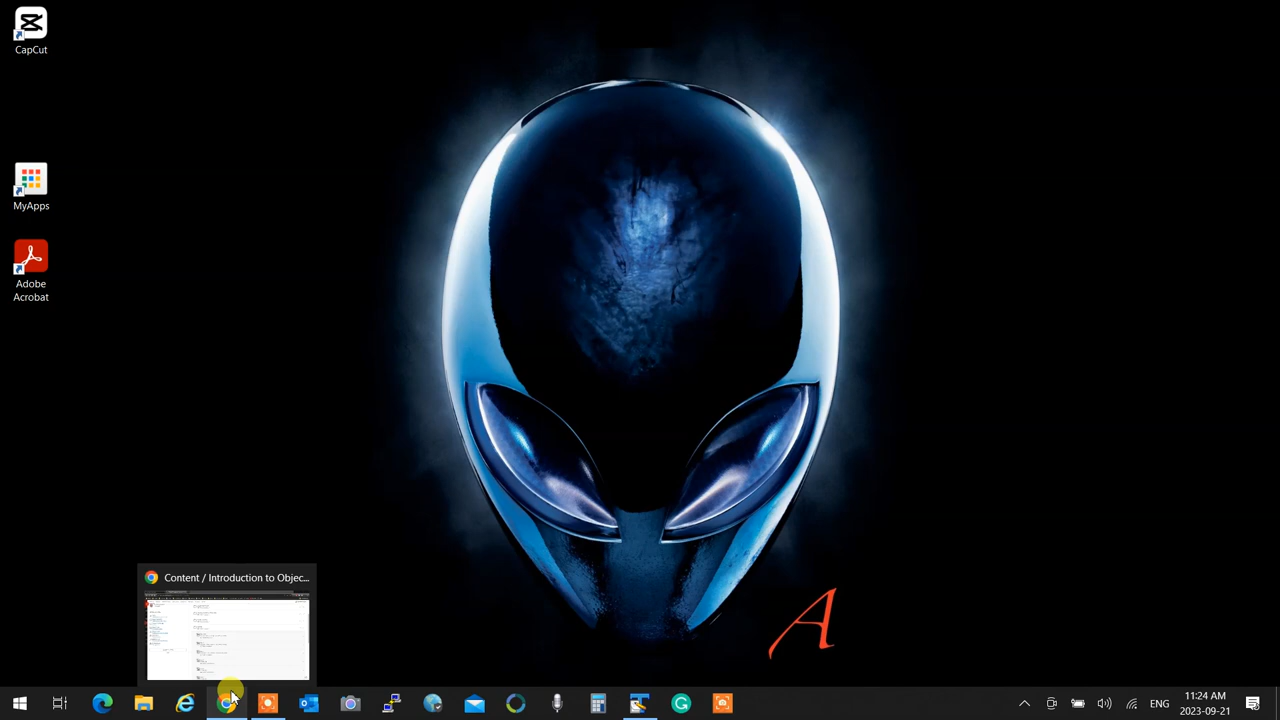 CapCut
MyApps
Adobe
Acrobat
Content / Introduction to Objec...
A
ENG
11:24 AM
2023-09-21